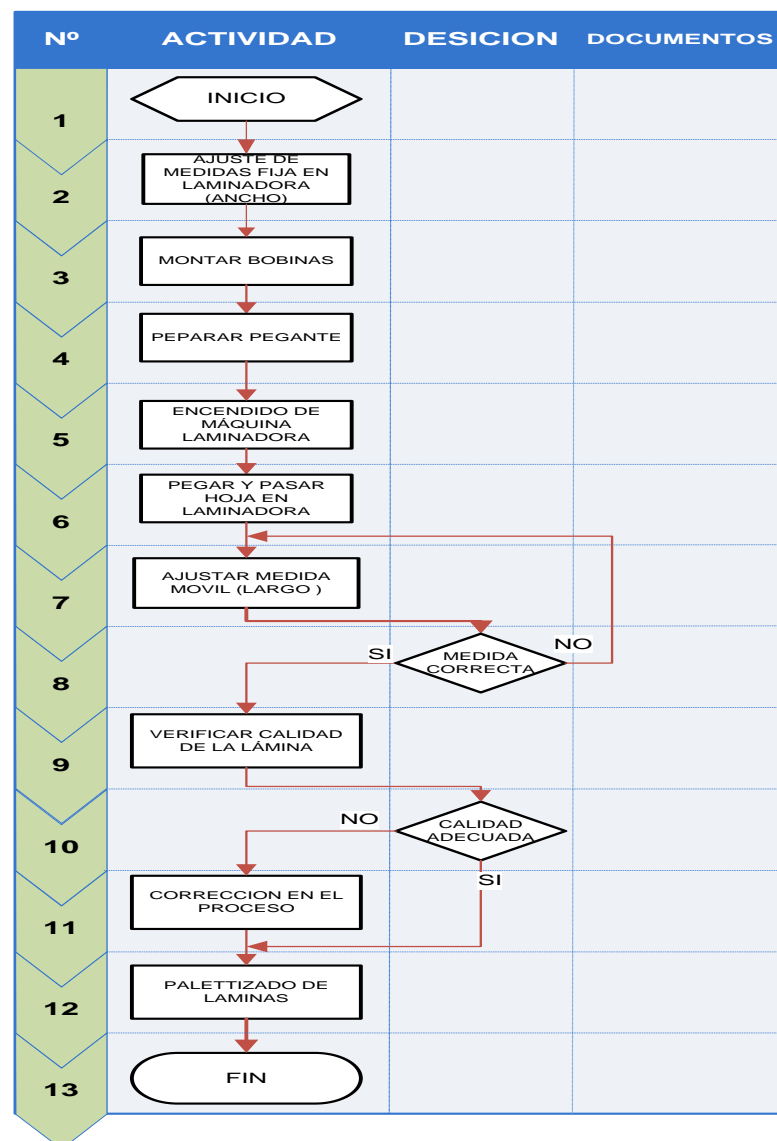 Nº ACTIVIDAD DESICION DOCUMENTOS
1
INICIO
2
AJUSTE DE
MEDIDAS FIJA EN
LAMINADORA
(ANCHO)
3
MONTAR BOBINAS
4
PEPARAR PEGANTE
5
ENCENDIDO DE
MÁQUINA
LAMINADORA
6
PEGAR Y PASAR
HOJA EN
LAMINADORA
7
AJUSTAR MEDIDA
MOVIL (LARGO )
8
SI
MEDIDA
CORRECTA
NO
9
VERIFICAR CALIDAD
DE LA LÁMINA
10
NO
CALIDAD
ADECUADA
SI
11
CORRECCION EN EL
PROCESO
12
PALETTIZADO DE
LAMINAS
13
FIN